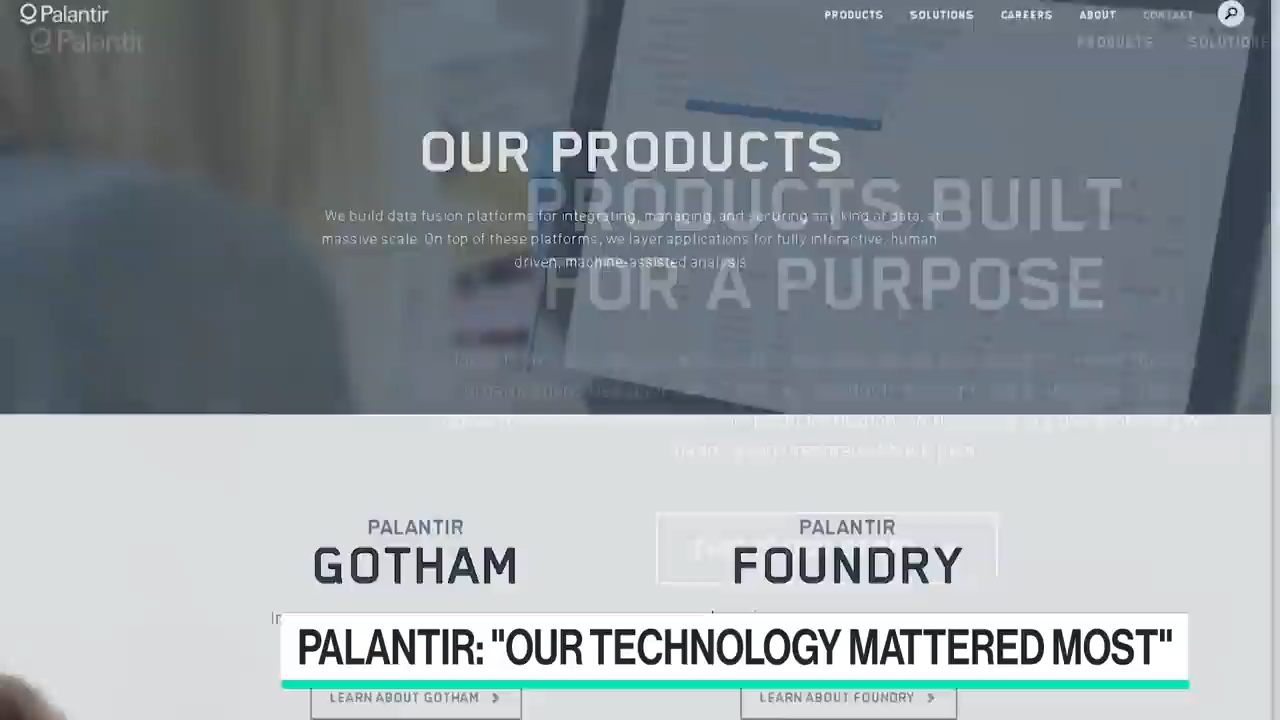 Palantir
PRODUCTS SOLUTIONS CAREERS ABOUT CONTACT
Palantir
PRODUCTS SOLUTIONS
OUR PRODUCTS
PRODUCTS BUILT
FOR A PURPOSE
We build data fusion platforms for integrating, managing, and securing any kind of data, at
massive scale. On top of these platforms, we layer applications for fully interactive, human
driven, machine-assisted analysis
PALANTIR
GOTHAM
PALANTIR
FOUNDRY
PALANTIR: "OUR TECHNOLOGY MATTERED MOST"
LEARN ABOUT GOTHAM
LEARN ABOUT FOUNDRY